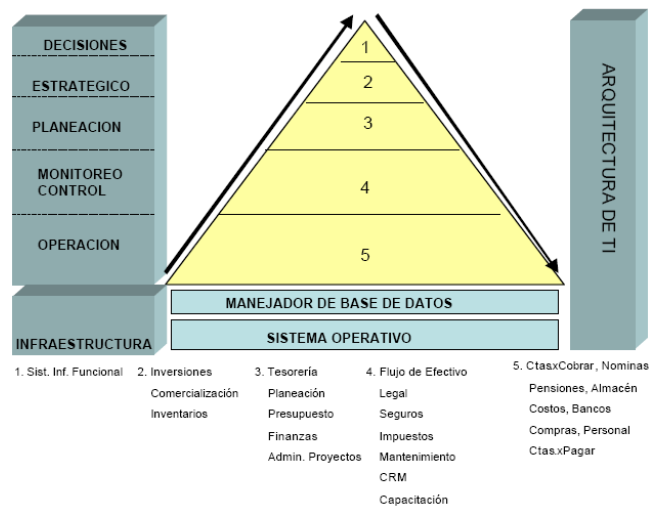 DECISIONES
ESTRATEGICO
PLANEACION
MONITOREO
CONTROL
OPERACION
INFRAESTRUCTURA
1
2
3
4
5
MANEJADOR DE BASE DE DATOS
SISTEMA OPERATIVO
ARQUITECTURA DE TI
1. Sist. Inf. Funcional
2. Inversiones
Comercialización
Inventarios
3. Tesorería
Planeación
Presupuesto
Finanzas
Admin. Proyectos
4. Flujo de Efectivo
Legal
Seguros
Impuestos
Mantenimiento
CRM
Capacitación
5. CtasxCobrar, Nominas
Pensiones, Almacén
Costos, Bancos
Compras, Personal
Ctas.xPagar